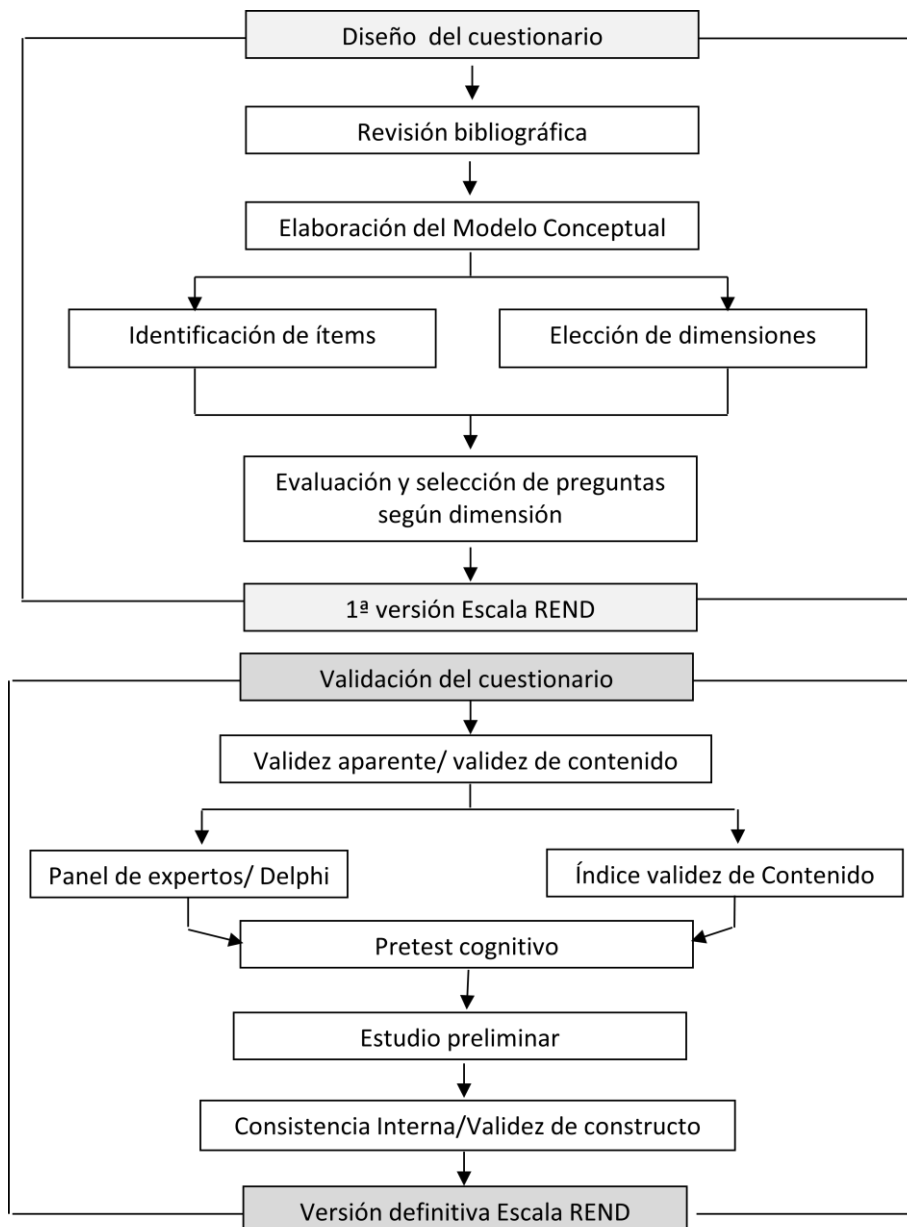 Diseño del cuestionario
Revisión bibliográfica
Elaboración del Modelo Conceptual
Identificación de ítems
Elección de dimensiones
Evaluación y selección de preguntas
según dimensión
1ª versión Escala REND
Validación del cuestionario
Validez aparente/ validez de contenido
Panel de expertos/ Delphi
Índice validez de Contenido
Pretest cognitivo
Estudio preliminar
Consistencia Interna/Validez de constructo
Versión definitiva Escala REND